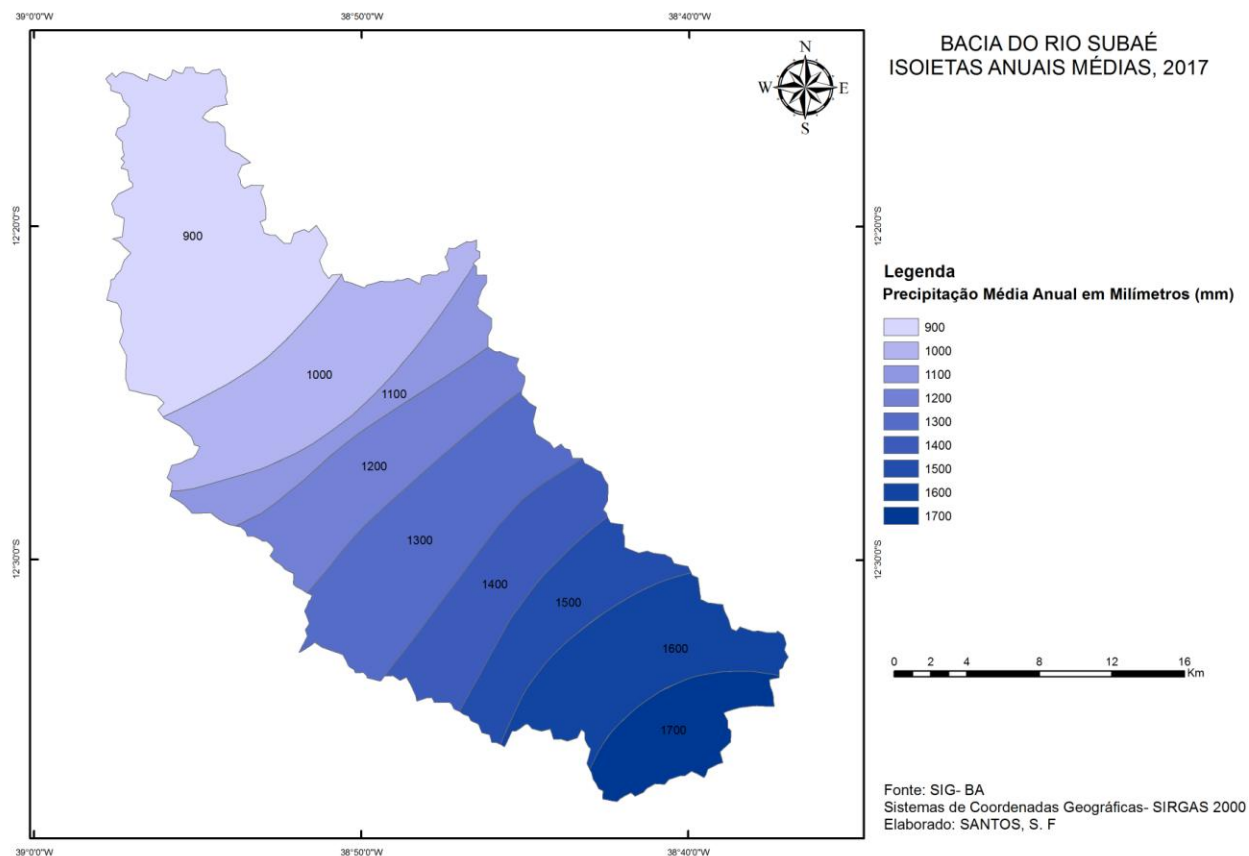 BACIA DO RIO SUBAÉ
ISOIETAS ANUAIS MÉDIAS, 2017
39°0'0"W
38°50'0"W
38°40'0"W
N
W
E
S
12°20'0"S
12°20'0"S
900
1000
1100
1200
1300
1400
1500
1600
1700
12°30'0"S
12°30'0"S
39°0'0"W
38°50'0"W
38°40'0"W
Legenda
Precipitação Média Anual em Milímetros (mm)
900
1000
1100
1200
1300
1400
1500
1600
1700
0 2 4 8 12 16
Km
Fonte: SIG- BA
Sistemas de Coordenadas Geográficas- SIRGAS 2000
Elaborado: SANTOS, S. F